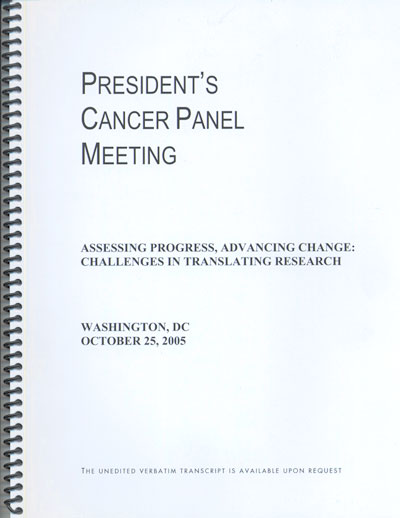 PRESIDENT'S
CANCER PANEL
MEETING
ASSESSING PROGRESS, ADVANCING CHANGE:
CHALLENGES IN TRANSLATING RESEARCH
WASHINGTON, DC
OCTOBER 25, 2005
THE UNEDITED VERBATIM TRANSCRIPT IS AVAILABLE UPON REQUEST